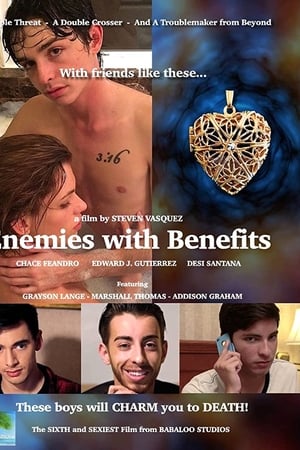 ble Threat - A Double Crosser - And A Troublemaker from Beyond
With friends like these...
3:16
a film by STEVEN VASQUEZ
Enemies with Benefits
CHACE FEANDRO EDWARD J. GUTIERREZ DESI SANTANA
Featuring
GRAYSON LANGE - MARSHALL THOMAS - ADDISON GRAHAM
These boys will CHARM you to DEATH!
The SIXTH and SEXIEST Film from BABALOO STUDIOS